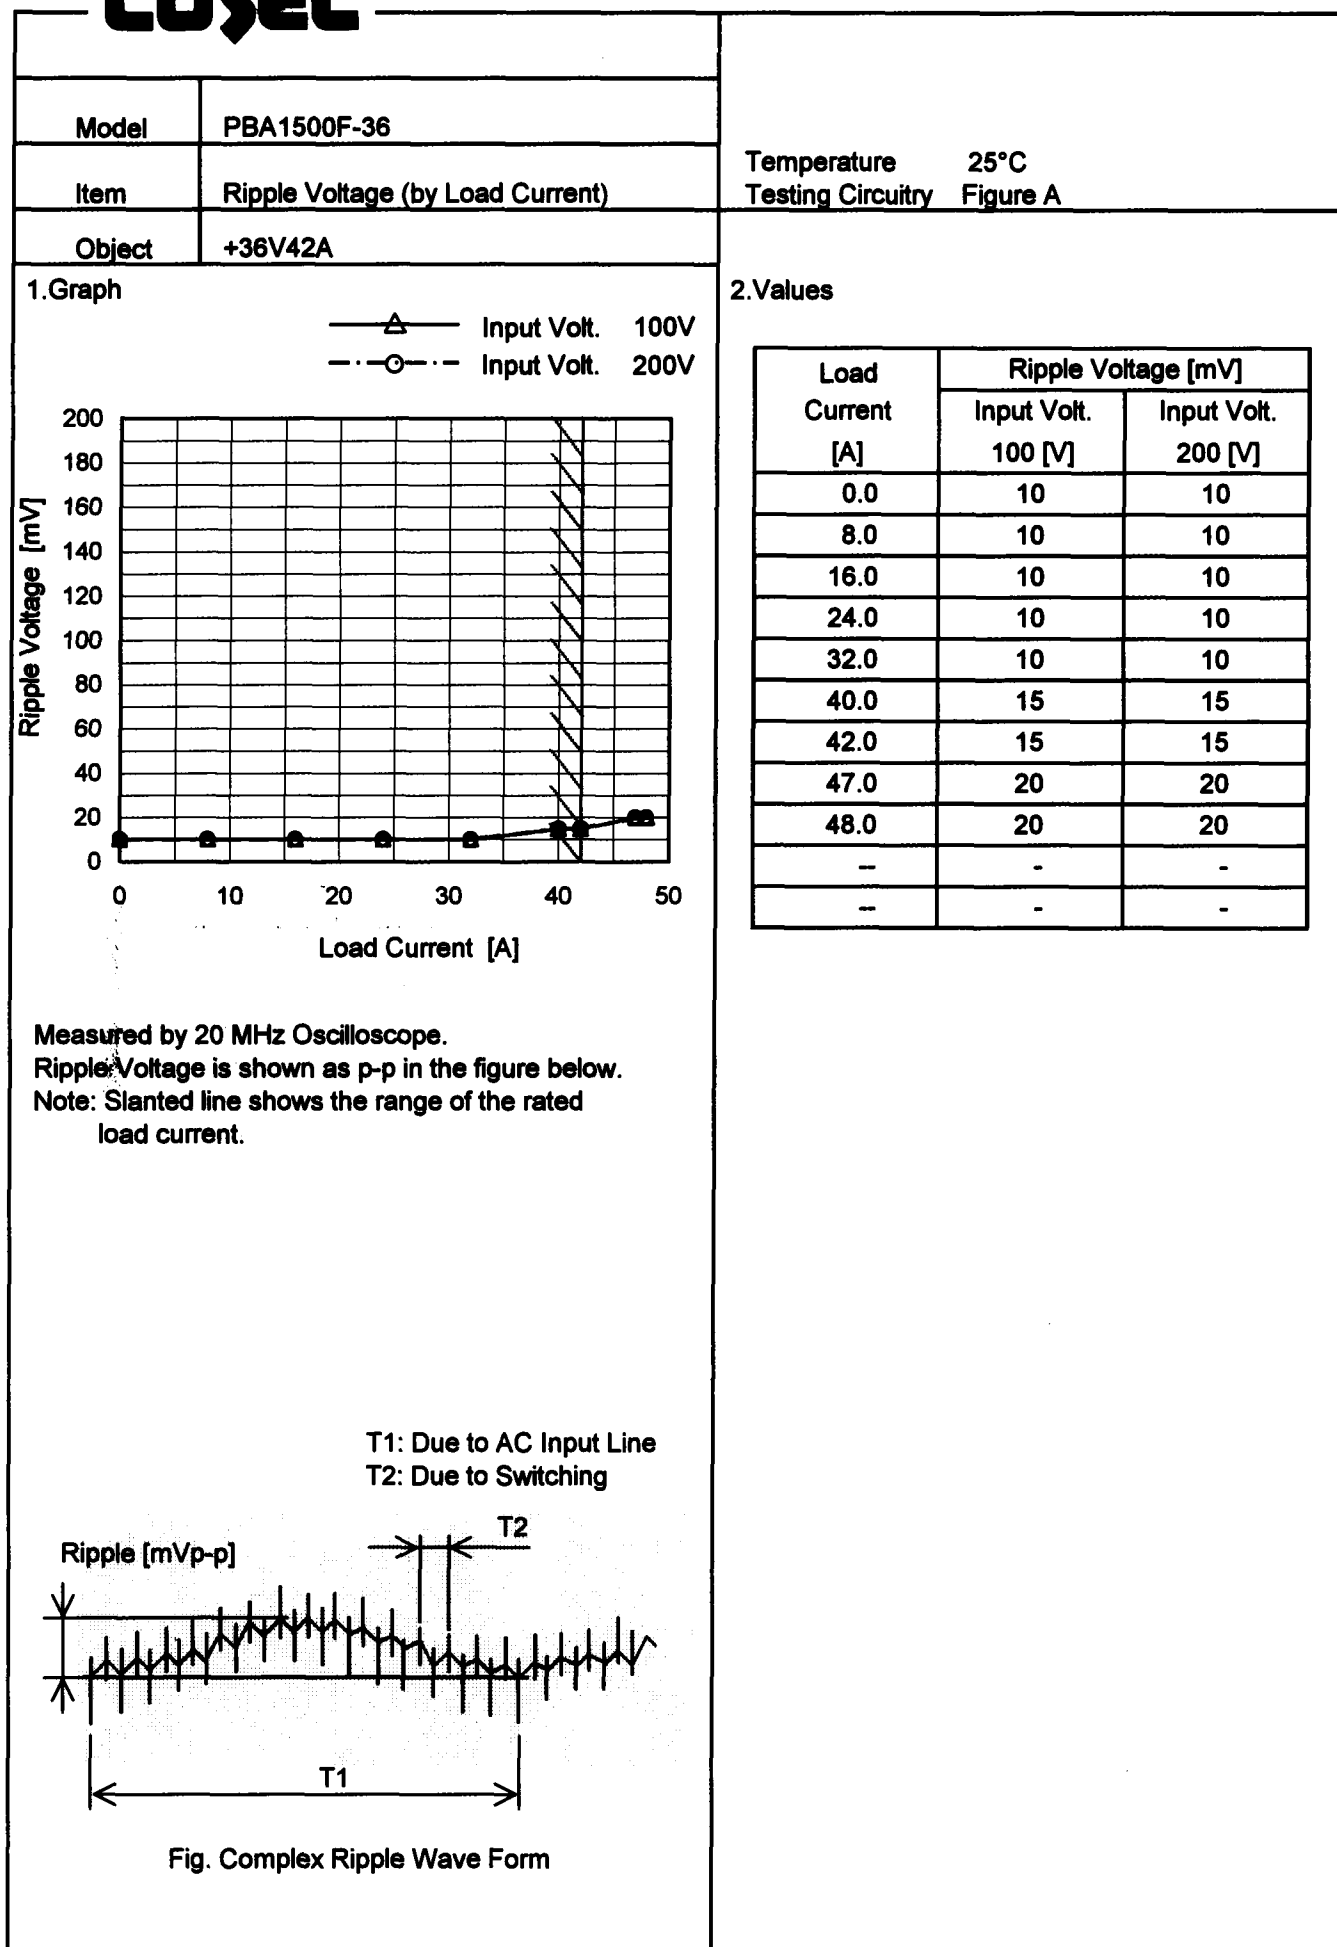 COSEL
Model PBA1500F-36
Item Ripple Voltage (by Load Current)
Object +36V42A
Temperature 25°C
Testing Circuitry Figure A
1.Graph
Input Volt. 100V
Input Volt. 200V
200
180
160
140
120
100
80
60
40
20
0
Ripple Voltage [mV]
0 10 20 30 40 50
Load Current [A]
Measured by 20 MHz Oscilloscope.
Ripple Voltage is shown as p-p in the figure below.
Note: Slanted line shows the range of the rated
load current.
T1: Due to AC Input Line
T2: Due to Switching
T2
Ripple [mVp-p]
T1
Fig. Complex Ripple Wave Form
2.Values
Load Ripple Voltage [mV]
Current Input Volt. Input Volt.
[A] 100 [V] 200 [V]
0.0 10 10
8.0 10 10
16.0 10 10
24.0 10 10
32.0 10 10
40.0 15 15
42.0 15 15
47.0 20 20
48.0 20 20
-- - -
-- - -